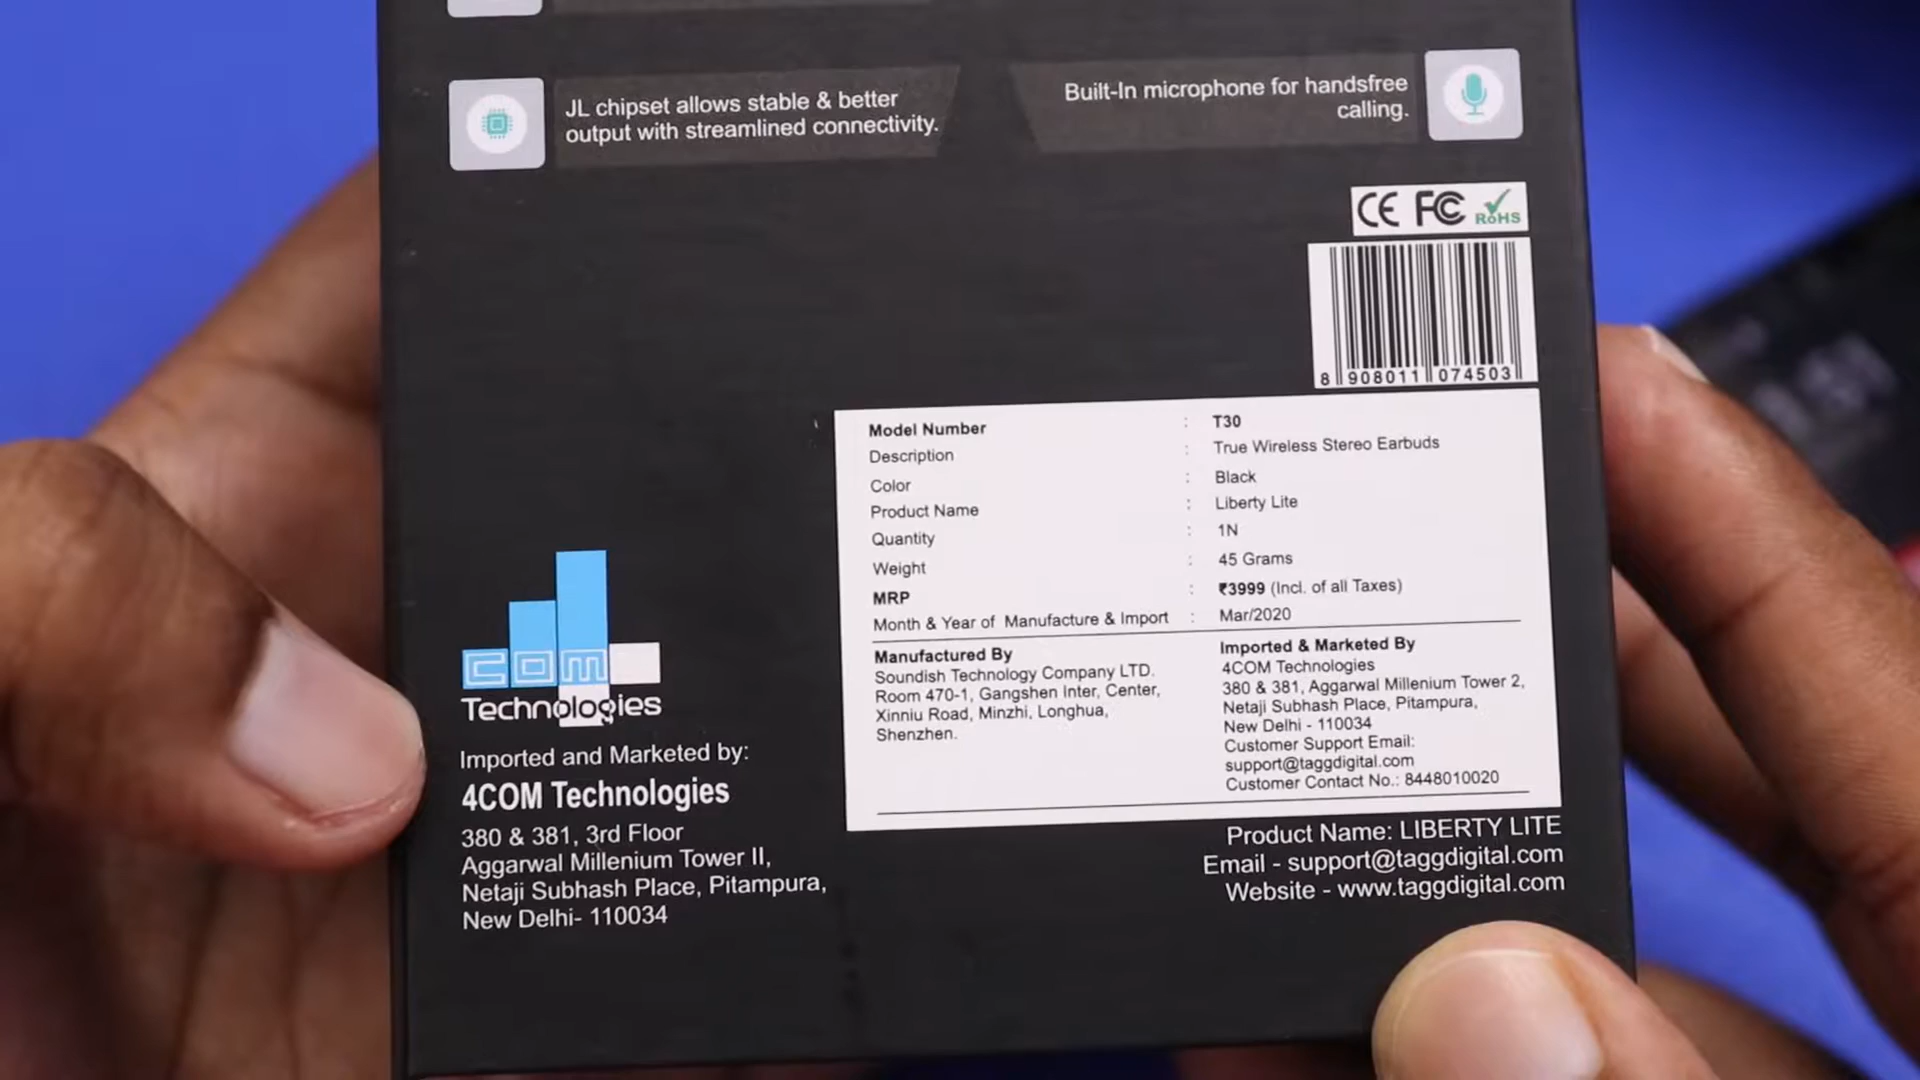 JL chipset allows stable & better
output with streamlined connectivity.
Built-In microphone for handsfree
calling.
CE FC RoHS
8 908011 074503
Model Number : T30
Description : True Wireless Stereo Earbuds
Color : Black
Product Name : Liberty Lite
Quantity : 1N
Weight : 45 Grams
MRP : ₹3999 (Incl. of all Taxes)
Month & Year of Manufacture & Import : Mar/2020
Manufactured By
Soundish Technology Company LTD.
Room 470-1, Gangshen Inter, Center,
Xinniu Road, Minzhi, Longhua,
Shenzhen.
Imported & Marketed By
4COM Technologies
380 & 381, Aggarwal Millenium Tower 2,
Netaji Subhash Place, Pitampura,
New Delhi - 110034
Customer Support Email:
support@taggdigital.com
Customer Contact No.: 8448010020
com
Technologies
Imported and Marketed by:
4COM Technologies
380 & 381, 3rd Floor
Aggarwal Millenium Tower II,
Netaji Subhash Place, Pitampura,
New Delhi- 110034
Product Name: LIBERTY LITE
Email - support@taggdigital.com
Website - www.taggdigital.com